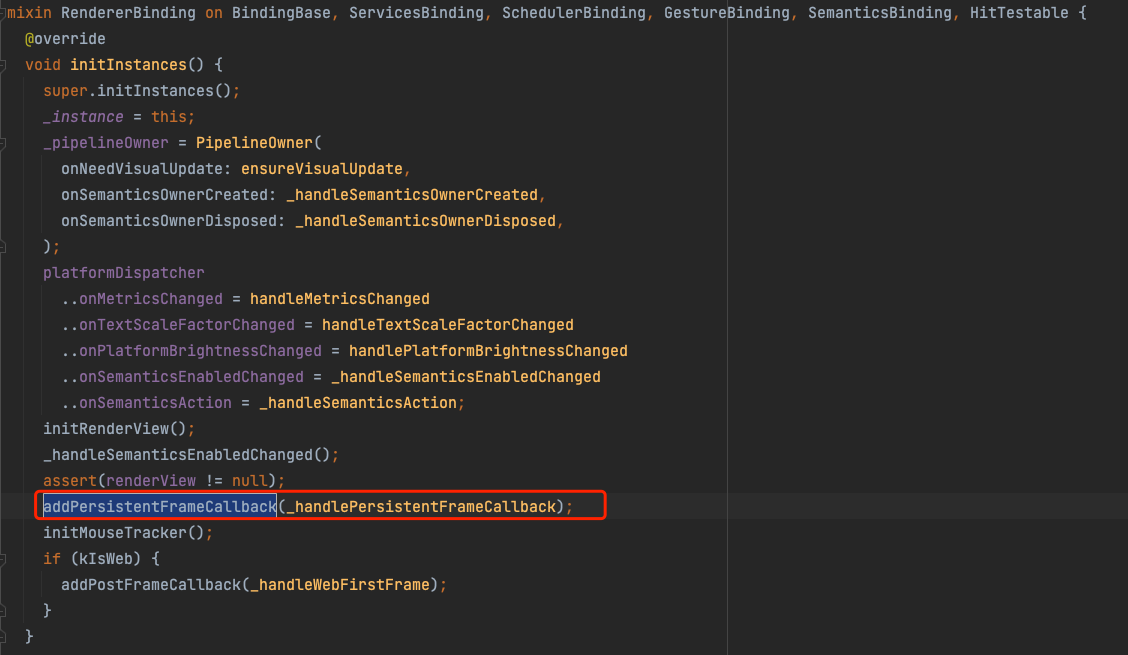 mixin RendererBinding on BindingBase, ServicesBinding, SchedulerBinding, GestureBinding, SemanticsBinding, HitTestable {
  @override
  void initInstances() {
    super.initInstances();
    _instance = this;
    _pipelineOwner = PipelineOwner(
      onNeedVisualUpdate: ensureVisualUpdate,
      onSemanticsOwnerCreated: _handleSemanticsOwnerCreated,
      onSemanticsOwnerDisposed: _handleSemanticsOwnerDisposed,
    );
    platformDispatcher
      ..onMetricsChanged = handleMetricsChanged
      ..onTextScaleFactorChanged = handleTextScaleFactorChanged
      ..onPlatformBrightnessChanged = handlePlatformBrightnessChanged
      ..onSemanticsEnabledChanged = _handleSemanticsEnabledChanged
      ..onSemanticsAction = _handleSemanticsAction;
    initRenderView();
    _handleSemanticsEnabledChanged();
    assert(renderView != null);
    addPersistentFrameCallback(_handlePersistentFrameCallback);
    initMouseTracker();
    if (kIsWeb) {
      addPostFrameCallback(_handleWebFirstFrame);
    }
  }